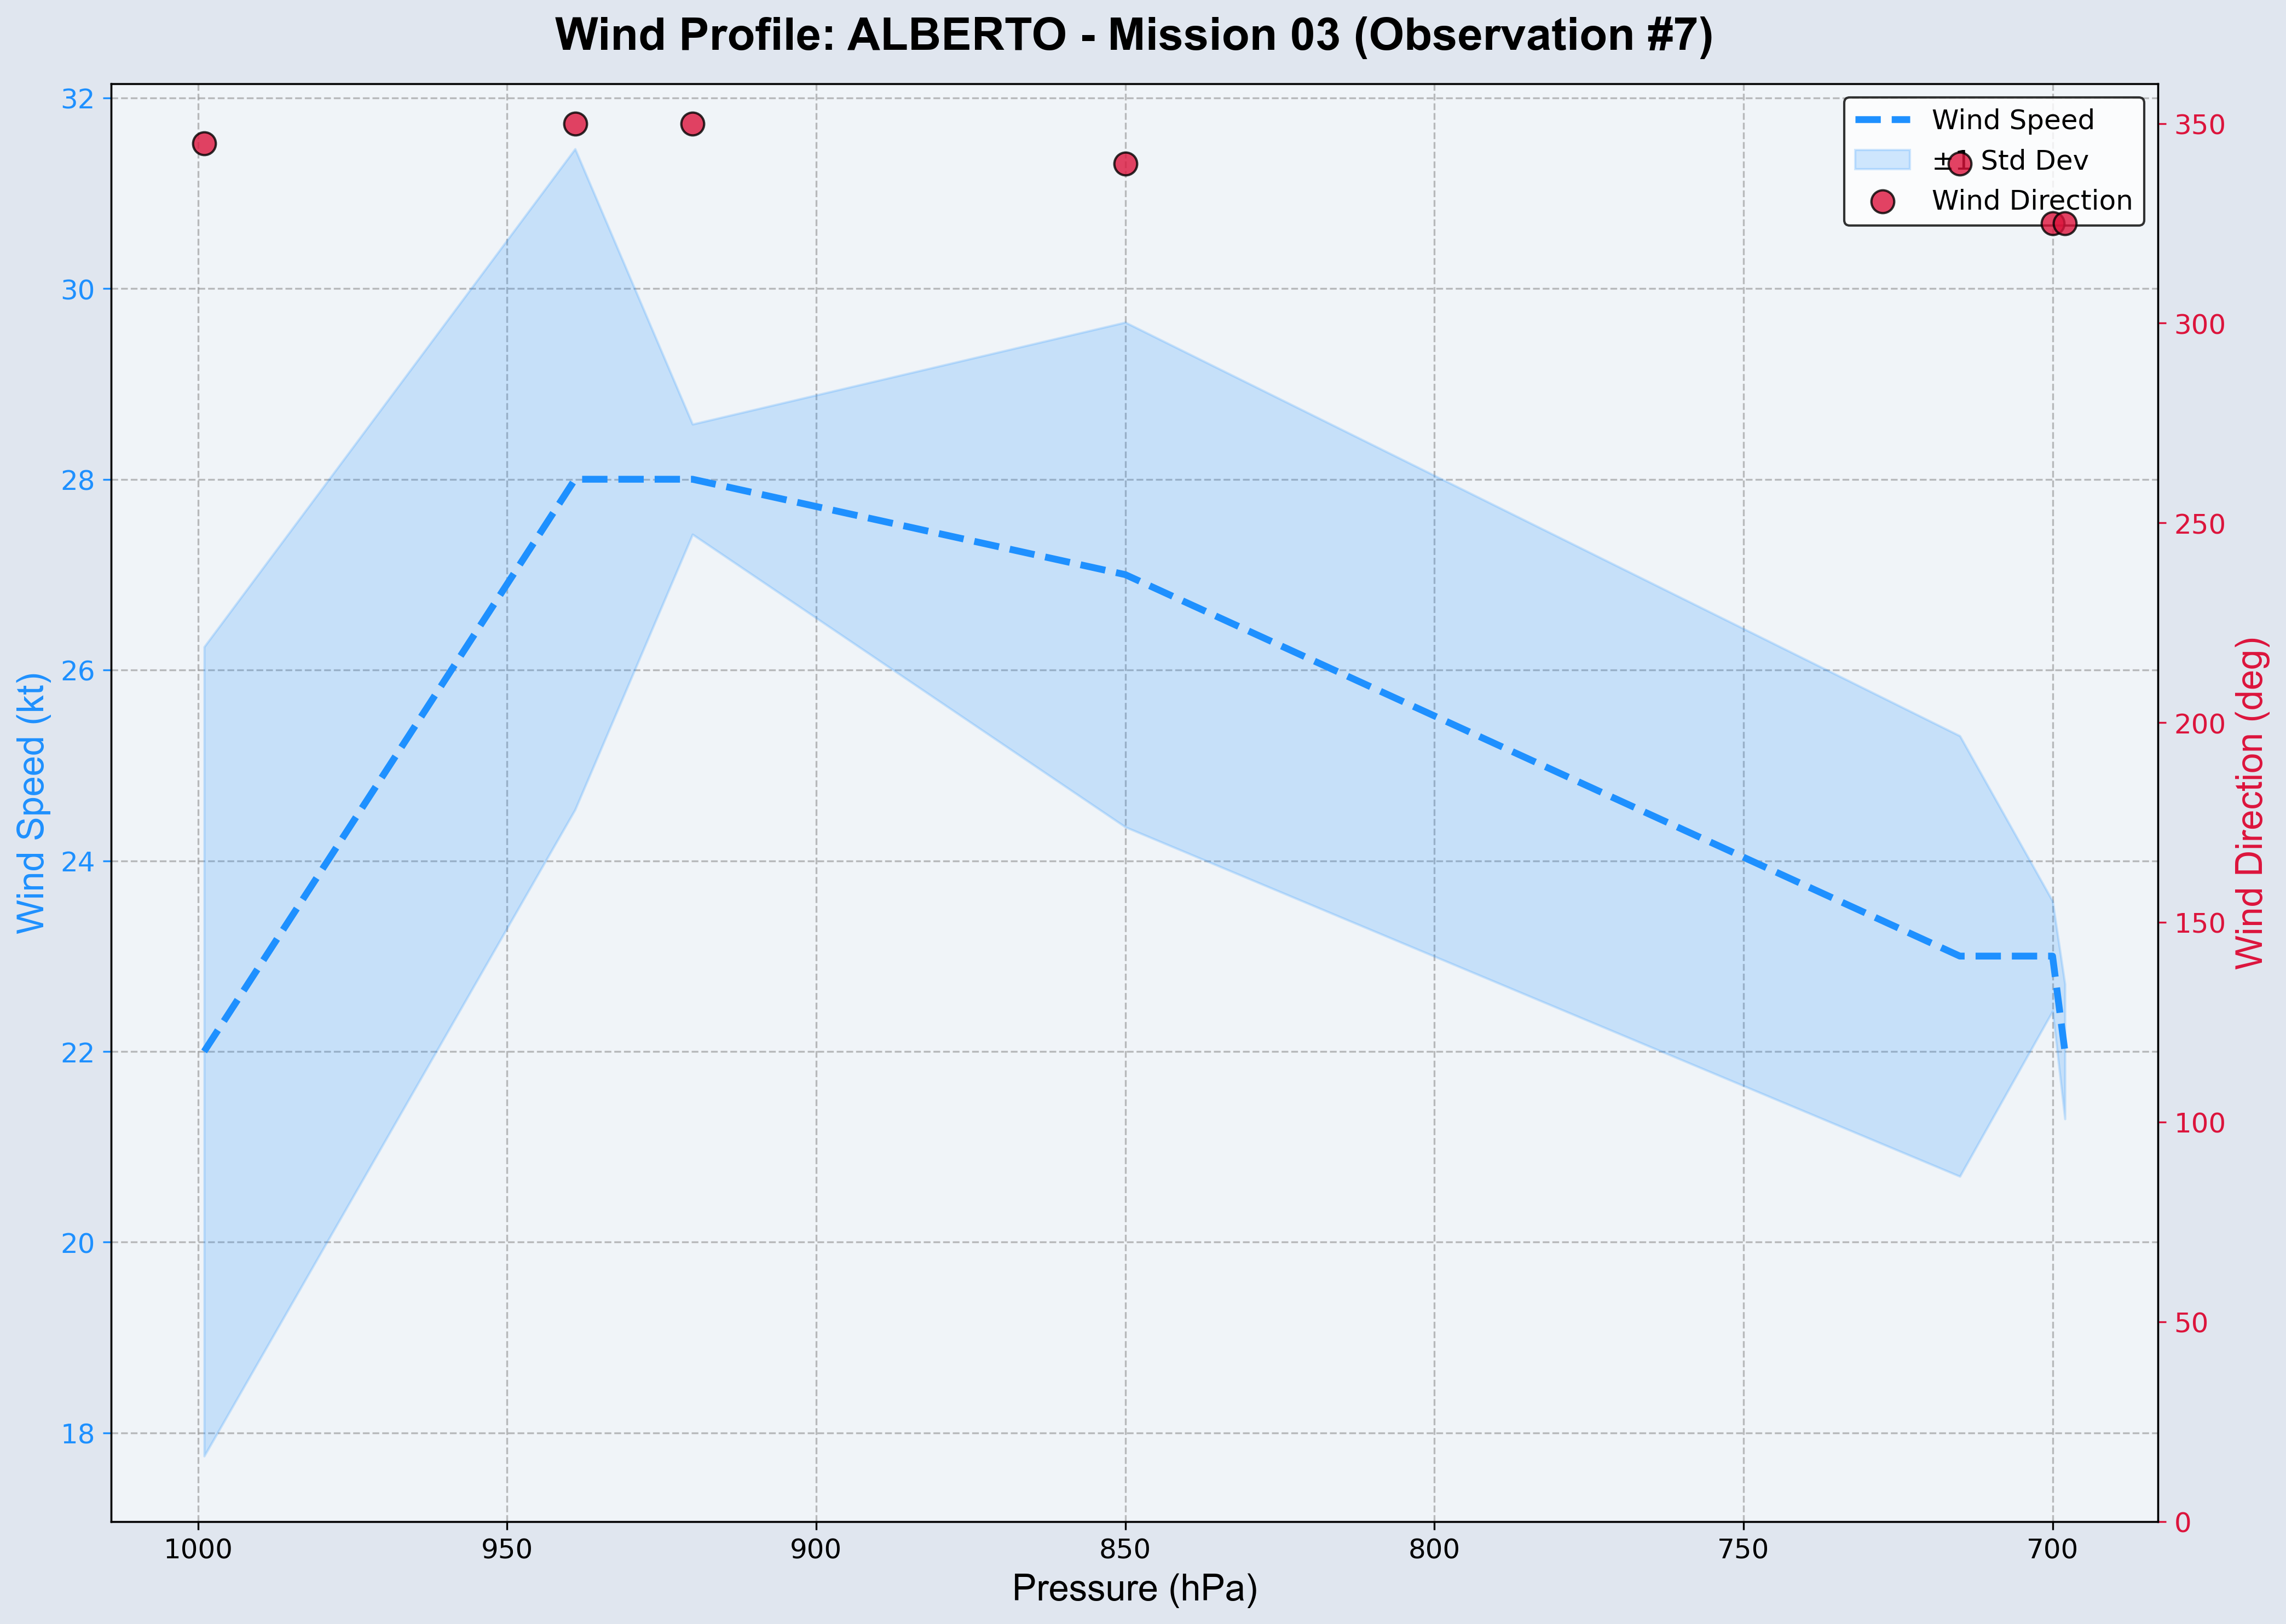 Wind Profile: ALBERTO - Mission 03 (Observation #7)
Wind Speed (kt)
32
30
28
26
24
22
20
18
Wind Speed
±1 Std Dev
Wind Direction
350
300
250
200
150
100
50
0
Wind Direction (deg)
1000 950 900 850 800 750 700
Pressure (hPa)